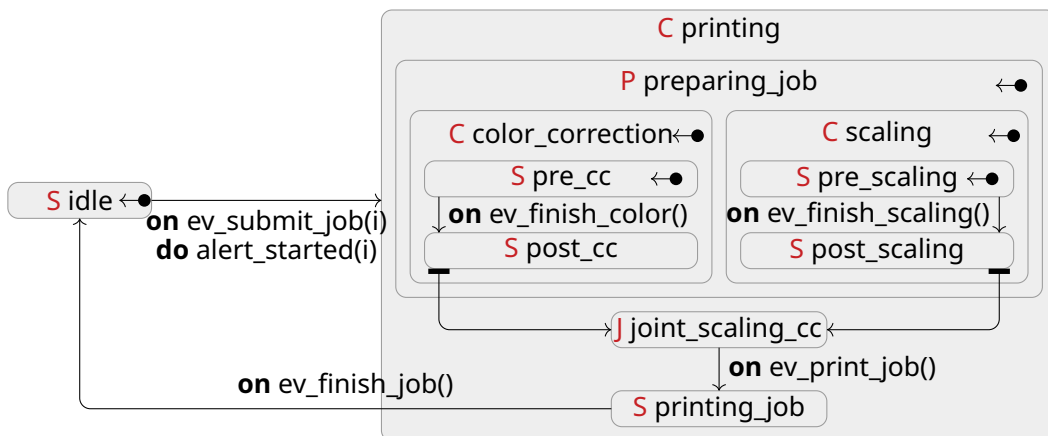 C printing
P preparing_job
C color_correction
C scaling
S pre_cc
S pre_scaling
S idle
on ev_submit_job(i)
do alert_started(i)
on ev_finish_color()
on ev_finish_scaling()
S post_cc
S post_scaling
J joint_scaling_cc
on ev_print_job()
on ev_finish_job()
S printing_job